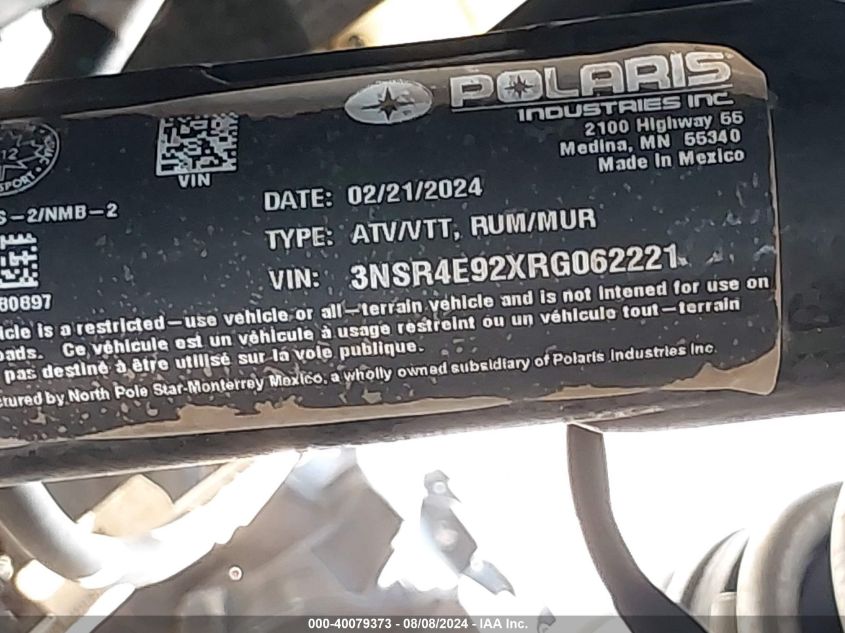 POLARIS
INDUSTRIES INC.
2100 Highway 55
Medina, MN 55340
Made in Mexico
12
VIN
S-2/NMB-2
80897
DATE: 02/21/2024
TYPE: ATV/VTT, RUM/MUR
VIN: 3NSR4E92XRG062221
icle is a restricted-use vehicle or all-terrain vehicle and is not intened for use on
oads. Ce véhicule est un véhicule à usage restreint ou un véhicule tout-terrain
pas destiné à être utilisé sur la voie publique.
ctured by North Pole Star-Monterrey Mexico, a wholly owned subsidiary of Polaris Industries Inc.
000-40079373 - 08/08/2024 - IAA Inc.